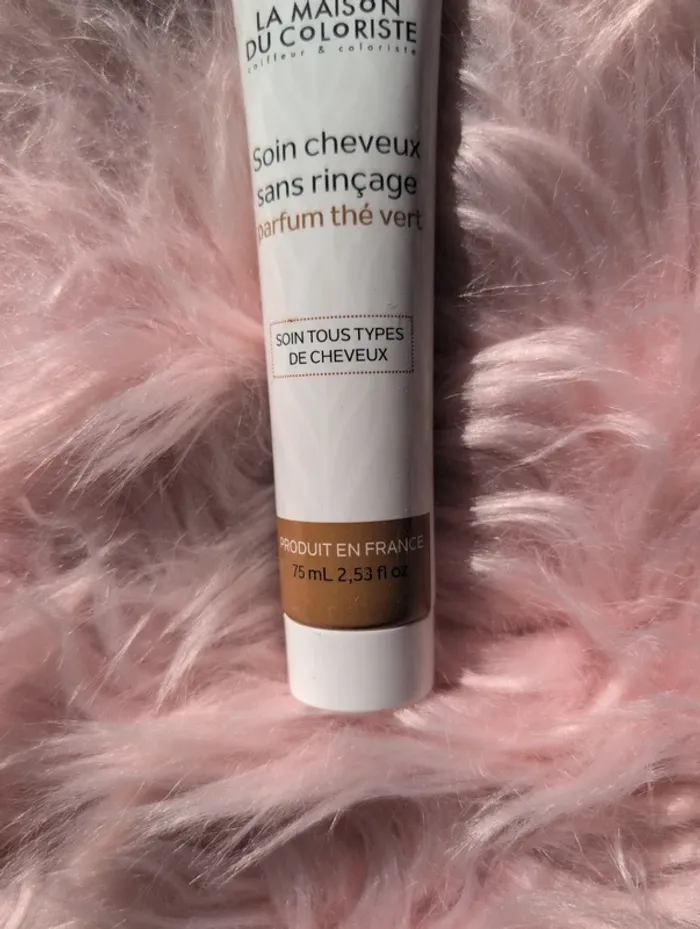 LA MAISON
DU COLORISTE
coiffeur & coloriste
Soin cheveux
sans rinçage
parfum thé vert
SOIN TOUS TYPES
DE CHEVEUX
PRODUIT EN FRANCE
75 mL 2,53 fl oz